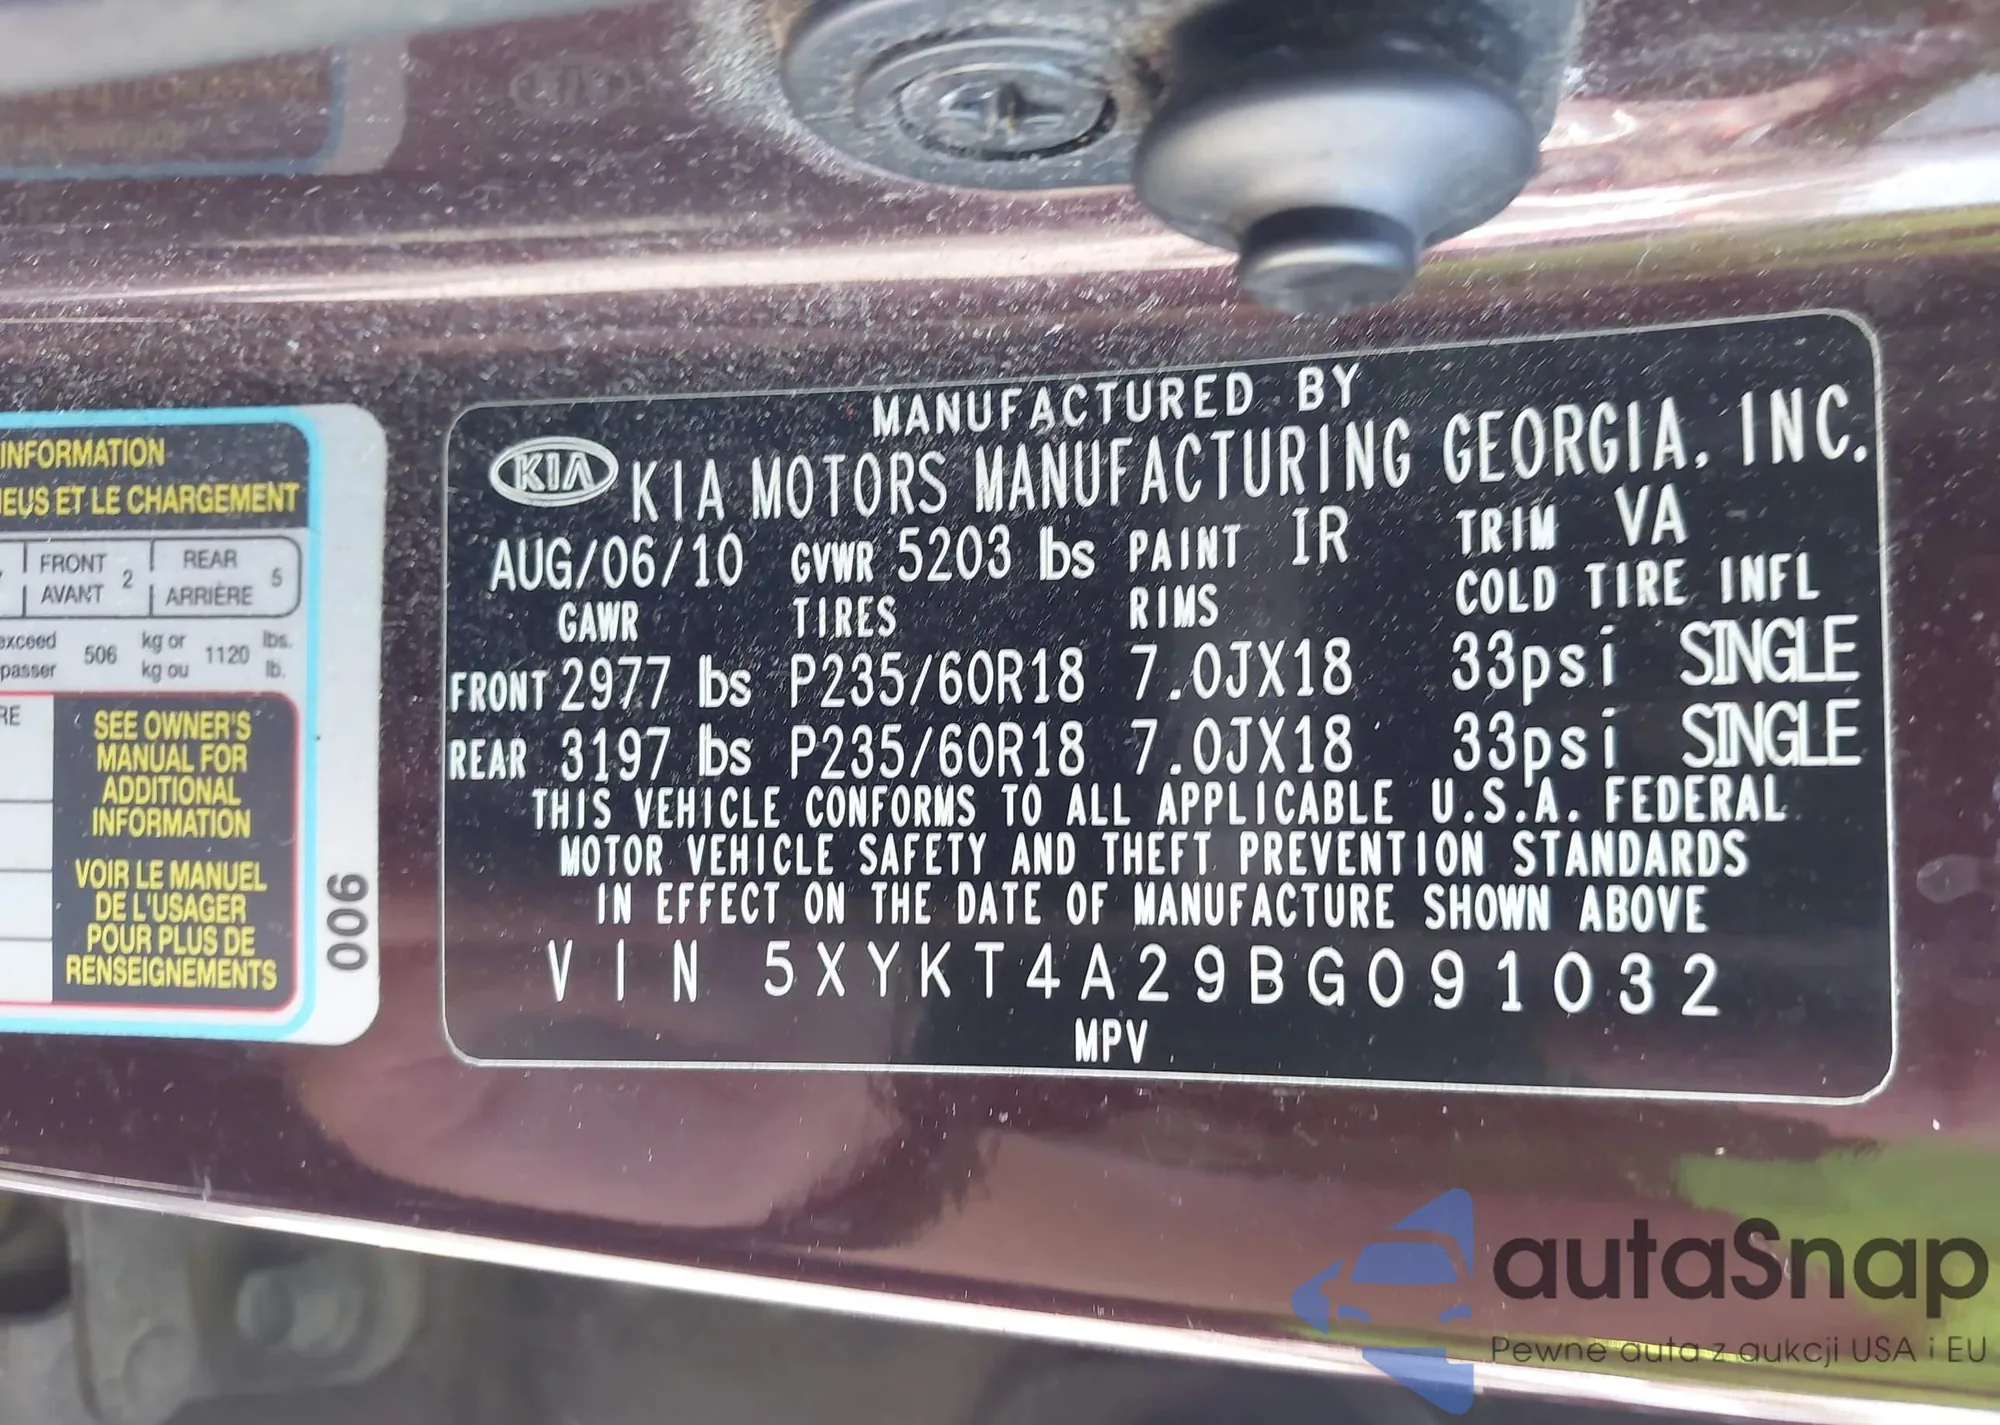 INFORMATION
EUS ET LE CHARGEMENT
FRONT 2 REAR 5
AVANT ARRIÈRE
exceed 506 kg or 1120 lbs.
passer kg ou lb.
RE
SEE OWNER'S
MANUAL FOR
ADDITIONAL
INFORMATION
VOIR LE MANUEL
DE L'USAGER
POUR PLUS DE
RENSEIGNEMENTS
006
MANUFACTURED BY
KIA KIA MOTORS MANUFACTURING GEORGIA, INC.
AUG/06/10 GVWR 5203 lbs PAINT IR TRIM VA
GAWR TIRES RIMS COLD TIRE INFL
FRONT 2977 lbs P235/60R18 7.0JX18 33psi SINGLE
REAR 3197 lbs P235/60R18 7.0JX18 33psi SINGLE
THIS VEHICLE CONFORMS TO ALL APPLICABLE U.S.A. FEDERAL
MOTOR VEHICLE SAFETY AND THEFT PREVENTION STANDARDS
IN EFFECT ON THE DATE OF MANUFACTURE SHOWN ABOVE
VIN 5XYKT4A29BG091032
MPV
autaSnap
Pewne auta z aukcji USA i EU